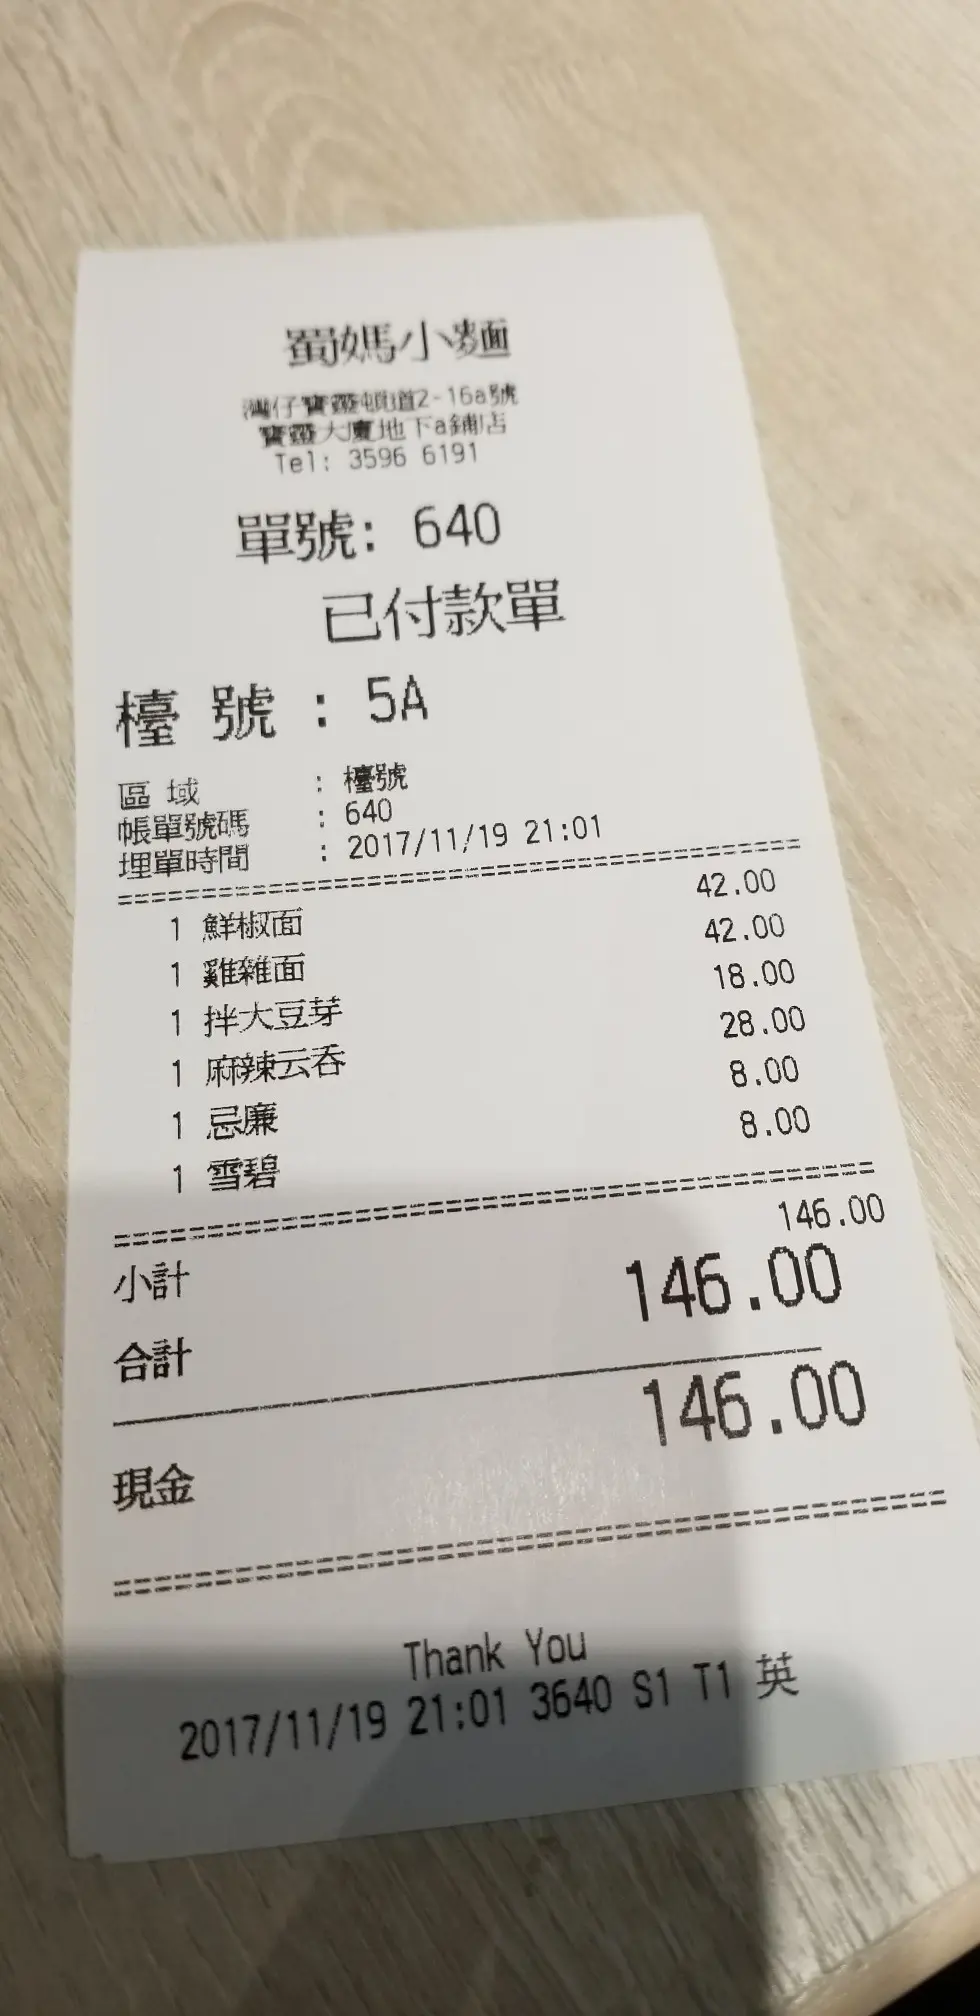 蜀媽小麵
灣仔寶靈頓道2-16a號
寶靈大廈地下a鋪店
Tel: 3596 6191
單號: 640
已付款單
檯 號 : 5A
區 域 : 檯號
帳單號碼 : 640
埋單時間 : 2017/11/19 21:01
1 鮮椒面 42.00
1 雞雜面 42.00
1 拌大豆芽 18.00
1 麻辣云吞 28.00
1 忌廉 8.00
1 雪碧 8.00
小計 146.00
合計 146.00
現金 146.00
Thank You
2017/11/19 21:01 3640 S1 T1 英